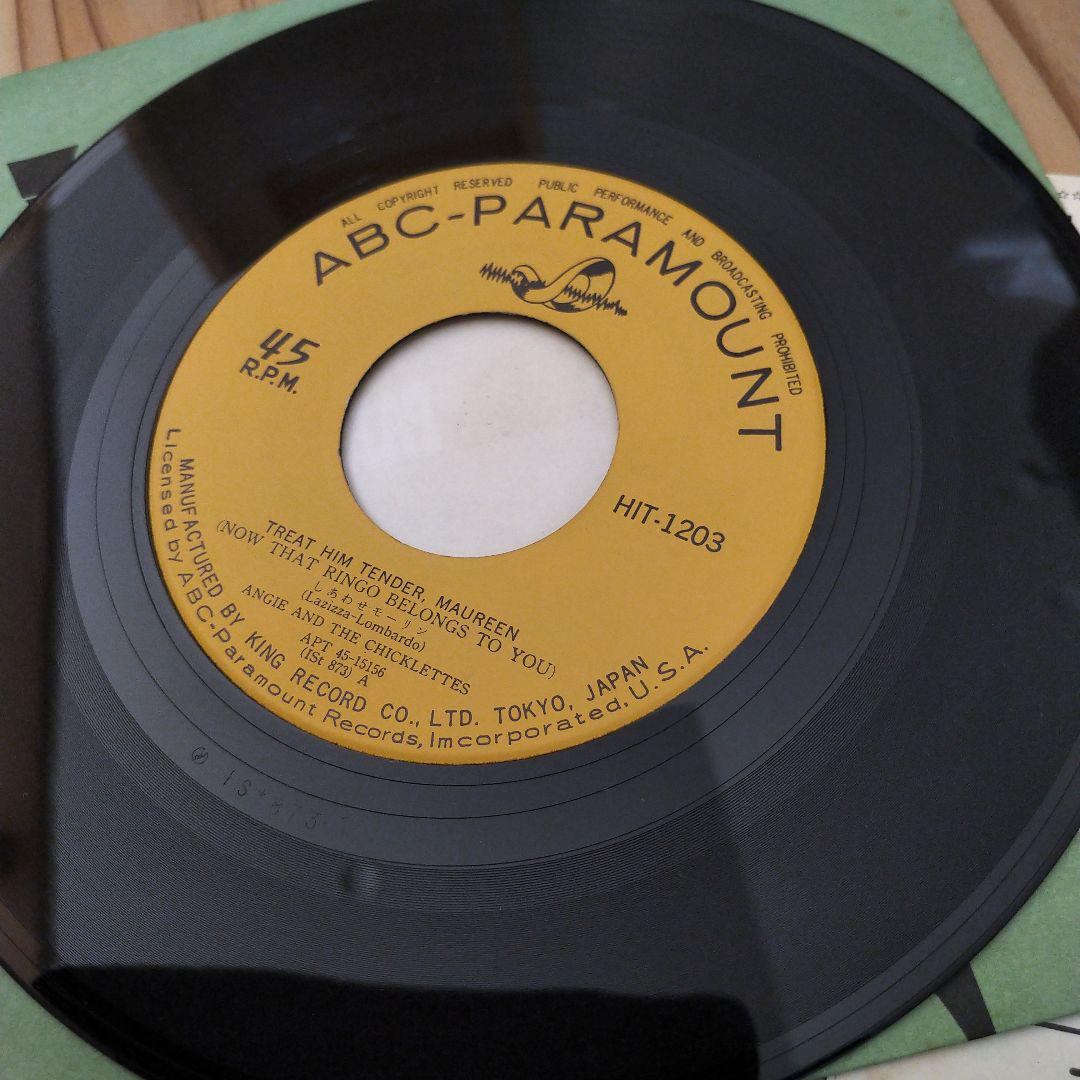 ALL COPYRIGHT RESERVED PUBLIC PERFORMANCE AND BROADCASTING PROHIBITED
ABC-PARAMOUNT
45
R.P.M.
HIT-1203
TREAT HIM TENDER, MAUREEN
(NOW THAT RINGO BELONGS TO YOU)
しあわせモーリン
(Lazizza-Lombardo)
ANGIE AND THE CHICKLETTES
APT 45-15156
(ISt 873) A
MANUFACTURED BY KING RECORD CO., LTD. TOKYO, JAPAN
Licensed by ABC-Paramount Records, Imcorporated, U.S.A.